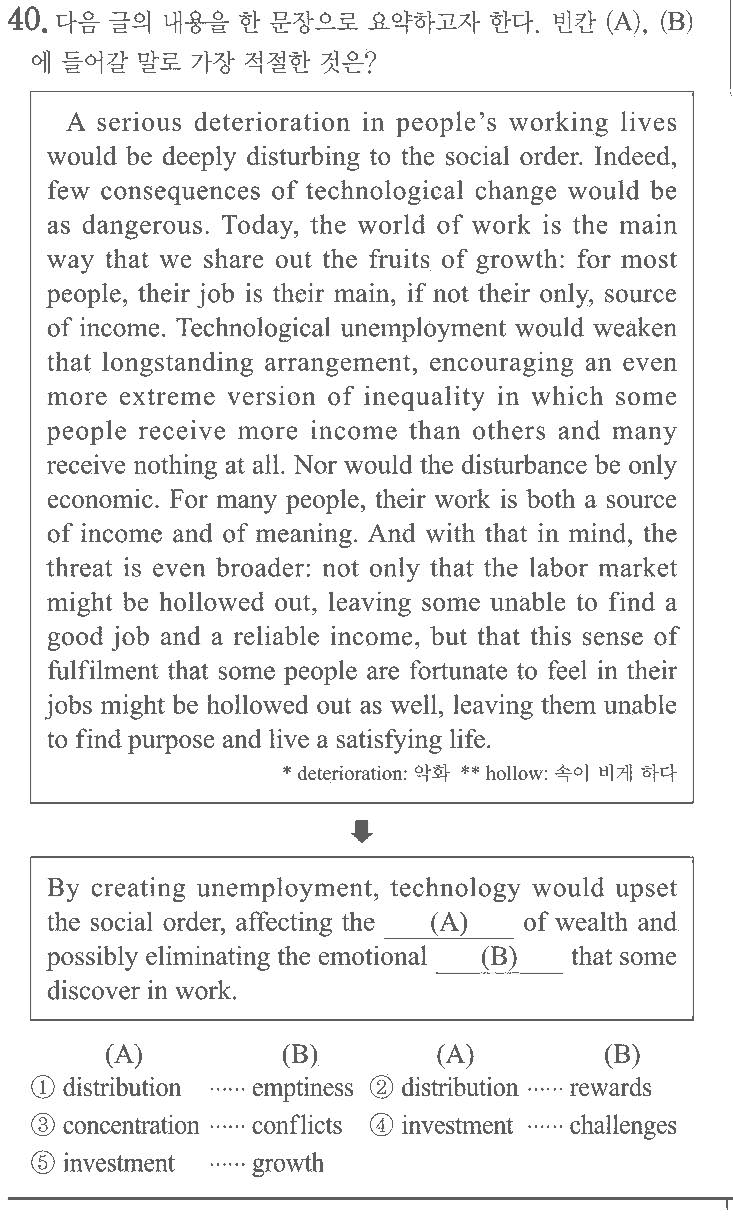 40. 다음 글의 내용을 한 문장으로 요약하고자 한다. 빈칸 (A), (B)
에 들어갈 말로 가장 적절한 것은?
A serious deterioration in people’s working lives
would be deeply disturbing to the social order. Indeed,
few consequences of technological change would be
as dangerous. Today, the world of work is the main
way that we share out the fruits of growth: for most
people, their job is their main, if not their only, source
of income. Technological unemployment would weaken
that longstanding arrangement, encouraging an even
more extreme version of inequality in which some
people receive more income than others and many
receive nothing at all. Nor would the disturbance be only
economic. For many people, their work is both a source
of income and of meaning. And with that in mind, the
threat is even broader: not only that the labor market
might be hollowed out, leaving some unable to find a
good job and a reliable income, but that this sense of
fulfilment that some people are fortunate to feel in their
jobs might be hollowed out as well, leaving them unable
to find purpose and live a satisfying life.
* deterioration: 악화 ** hollow: 속이 비게 하다
By creating unemployment, technology would upset
the social order, affecting the (A) of wealth and
possibly eliminating the emotional (B) that some
discover in work.
(A) (B) (A) (B)
① distribution …… emptiness ② distribution …… rewards
③ concentration …… conflicts ④ investment …… challenges
⑤ investment …… growth